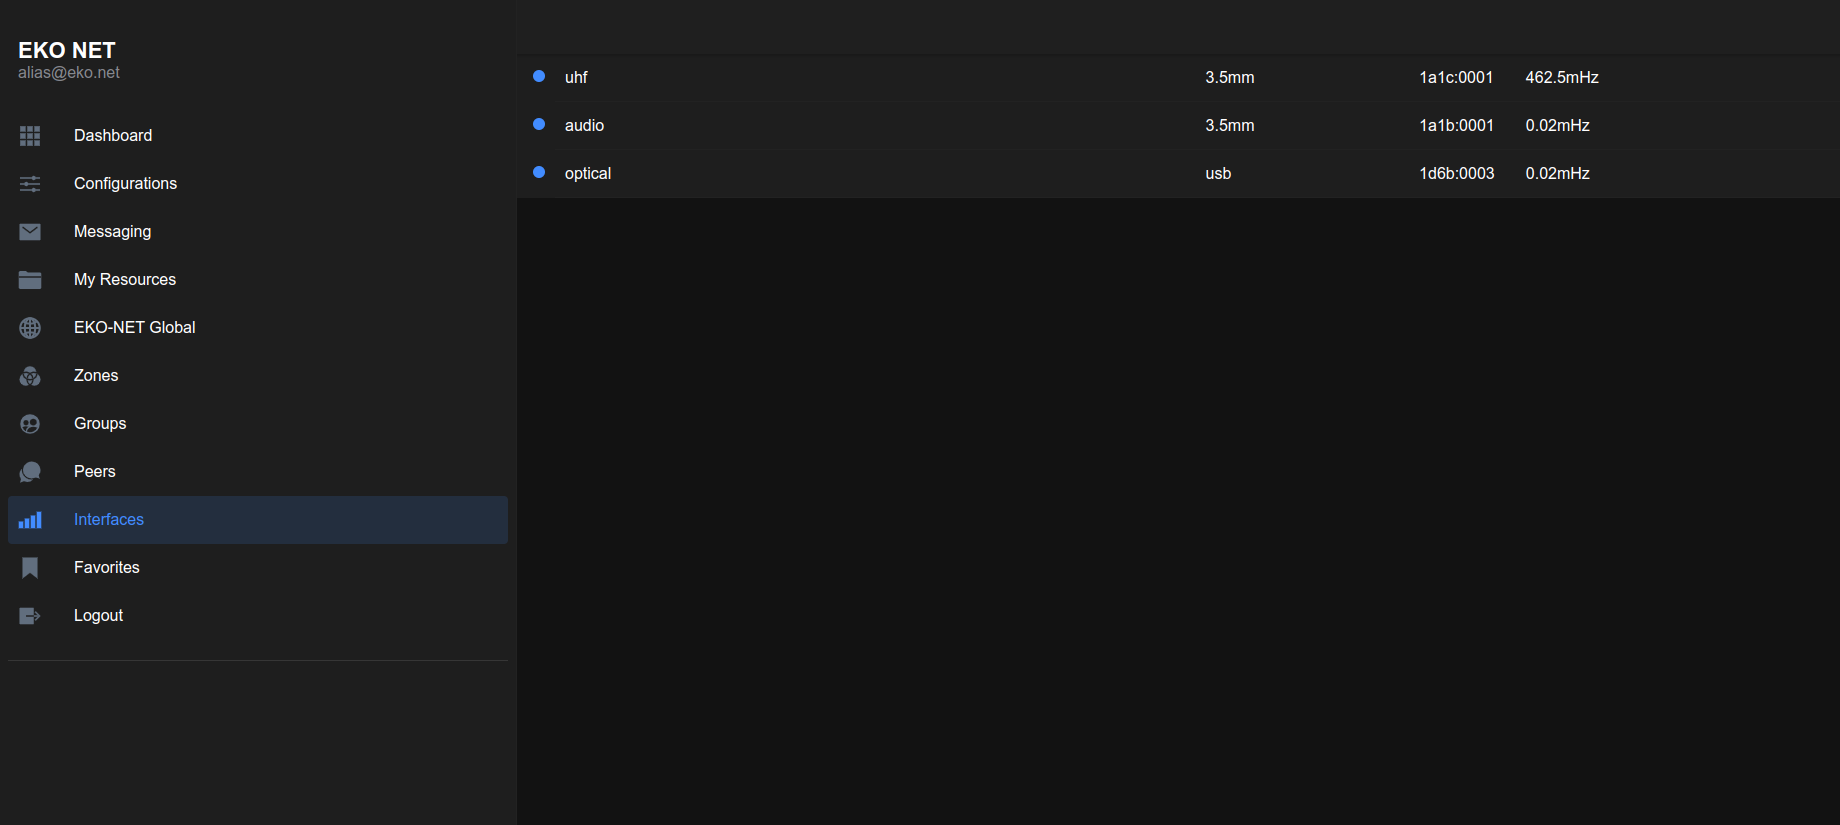 EKO NET
alias@eko.net
Dashboard
Configurations
Messaging
My Resources
EKO-NET Global
Zones
Groups
Peers
Interfaces
Favorites
Logout
uhf 3.5mm 1a1c:0001 462.5mHz
audio 3.5mm 1a1b:0001 0.02mHz
optical usb 1d6b:0003 0.02mHz